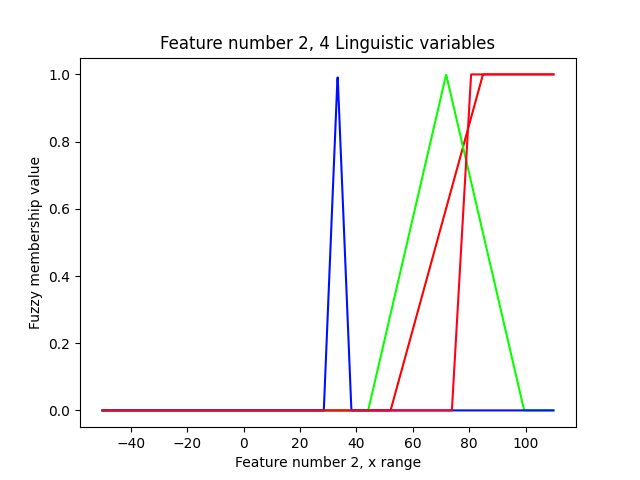 Feature number 2, 4 Linguistic variables
1.0
0.8
0.6
0.4
0.2
0.0
Fuzzy membership value
−40 −20 0 20 40 60 80 100
Feature number 2, x range